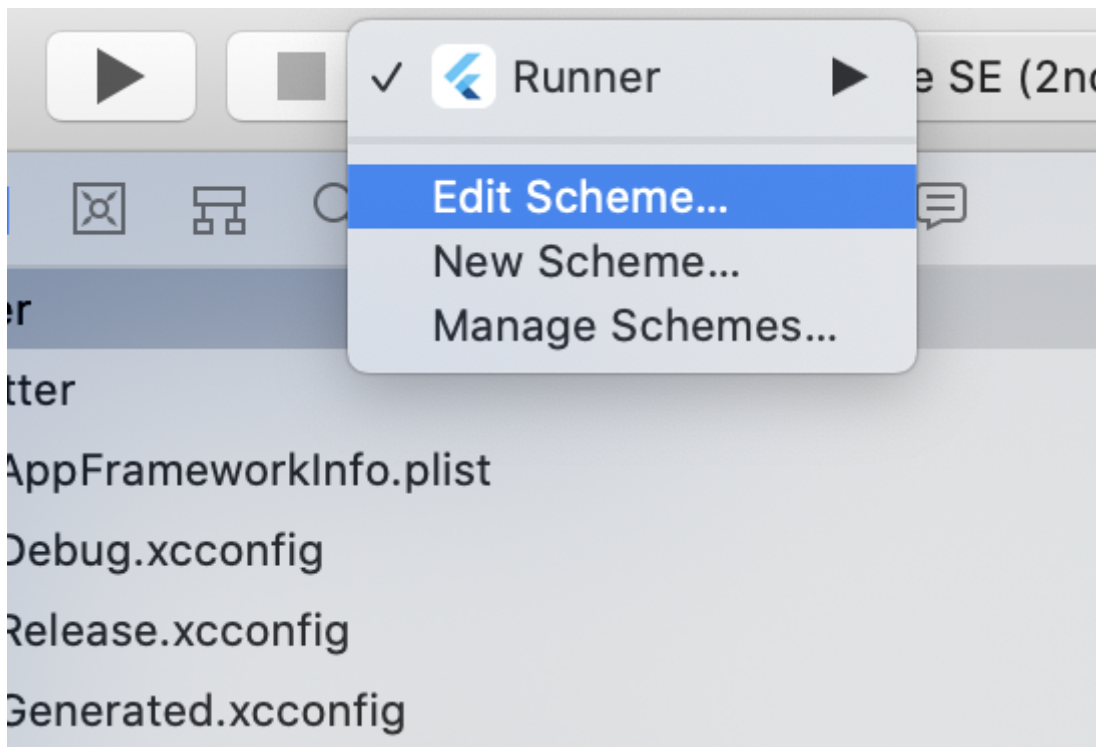 Runner
e SE (2nd
Edit Scheme...
New Scheme...
Manage Schemes...
er
tter
AppFrameworkInfo.plist
Debug.xcconfig
Release.xcconfig
Generated.xcconfig